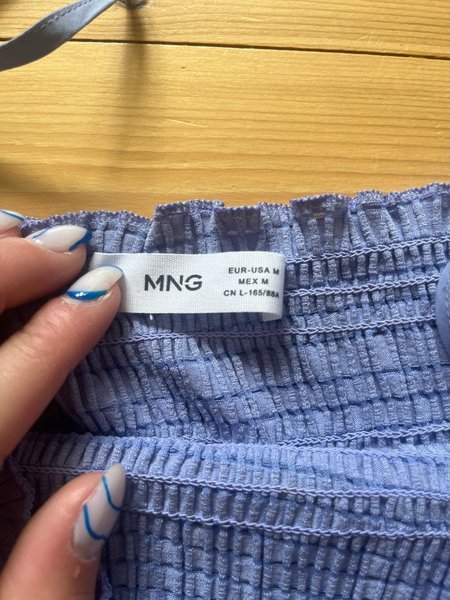 MNG
EUR-USA M
MEX M
CN L-165/88A